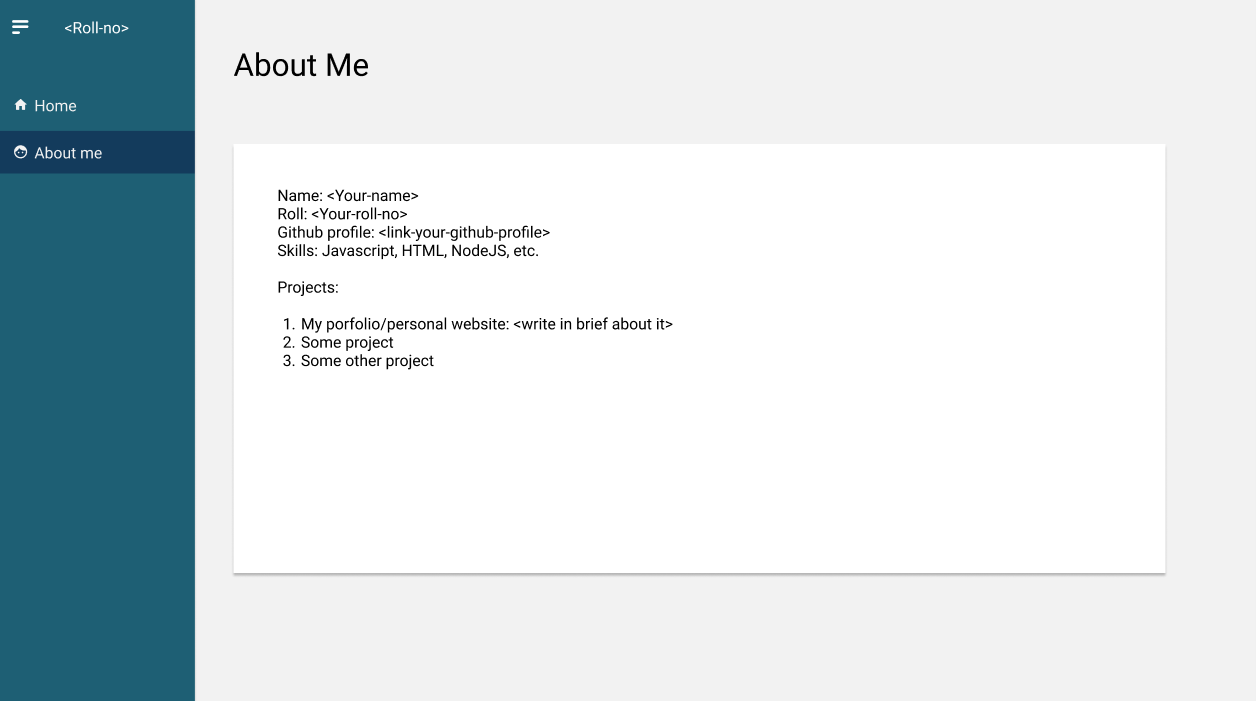 <Roll-no>
Home
About me
About Me
Name: <Your-name>
Roll: <Your-roll-no>
Github profile: <link-your-github-profile>
Skills: Javascript, HTML, NodeJS, etc.
Projects:
1. My porfolio/personal website: <write in brief about it>
2. Some project
3. Some other project